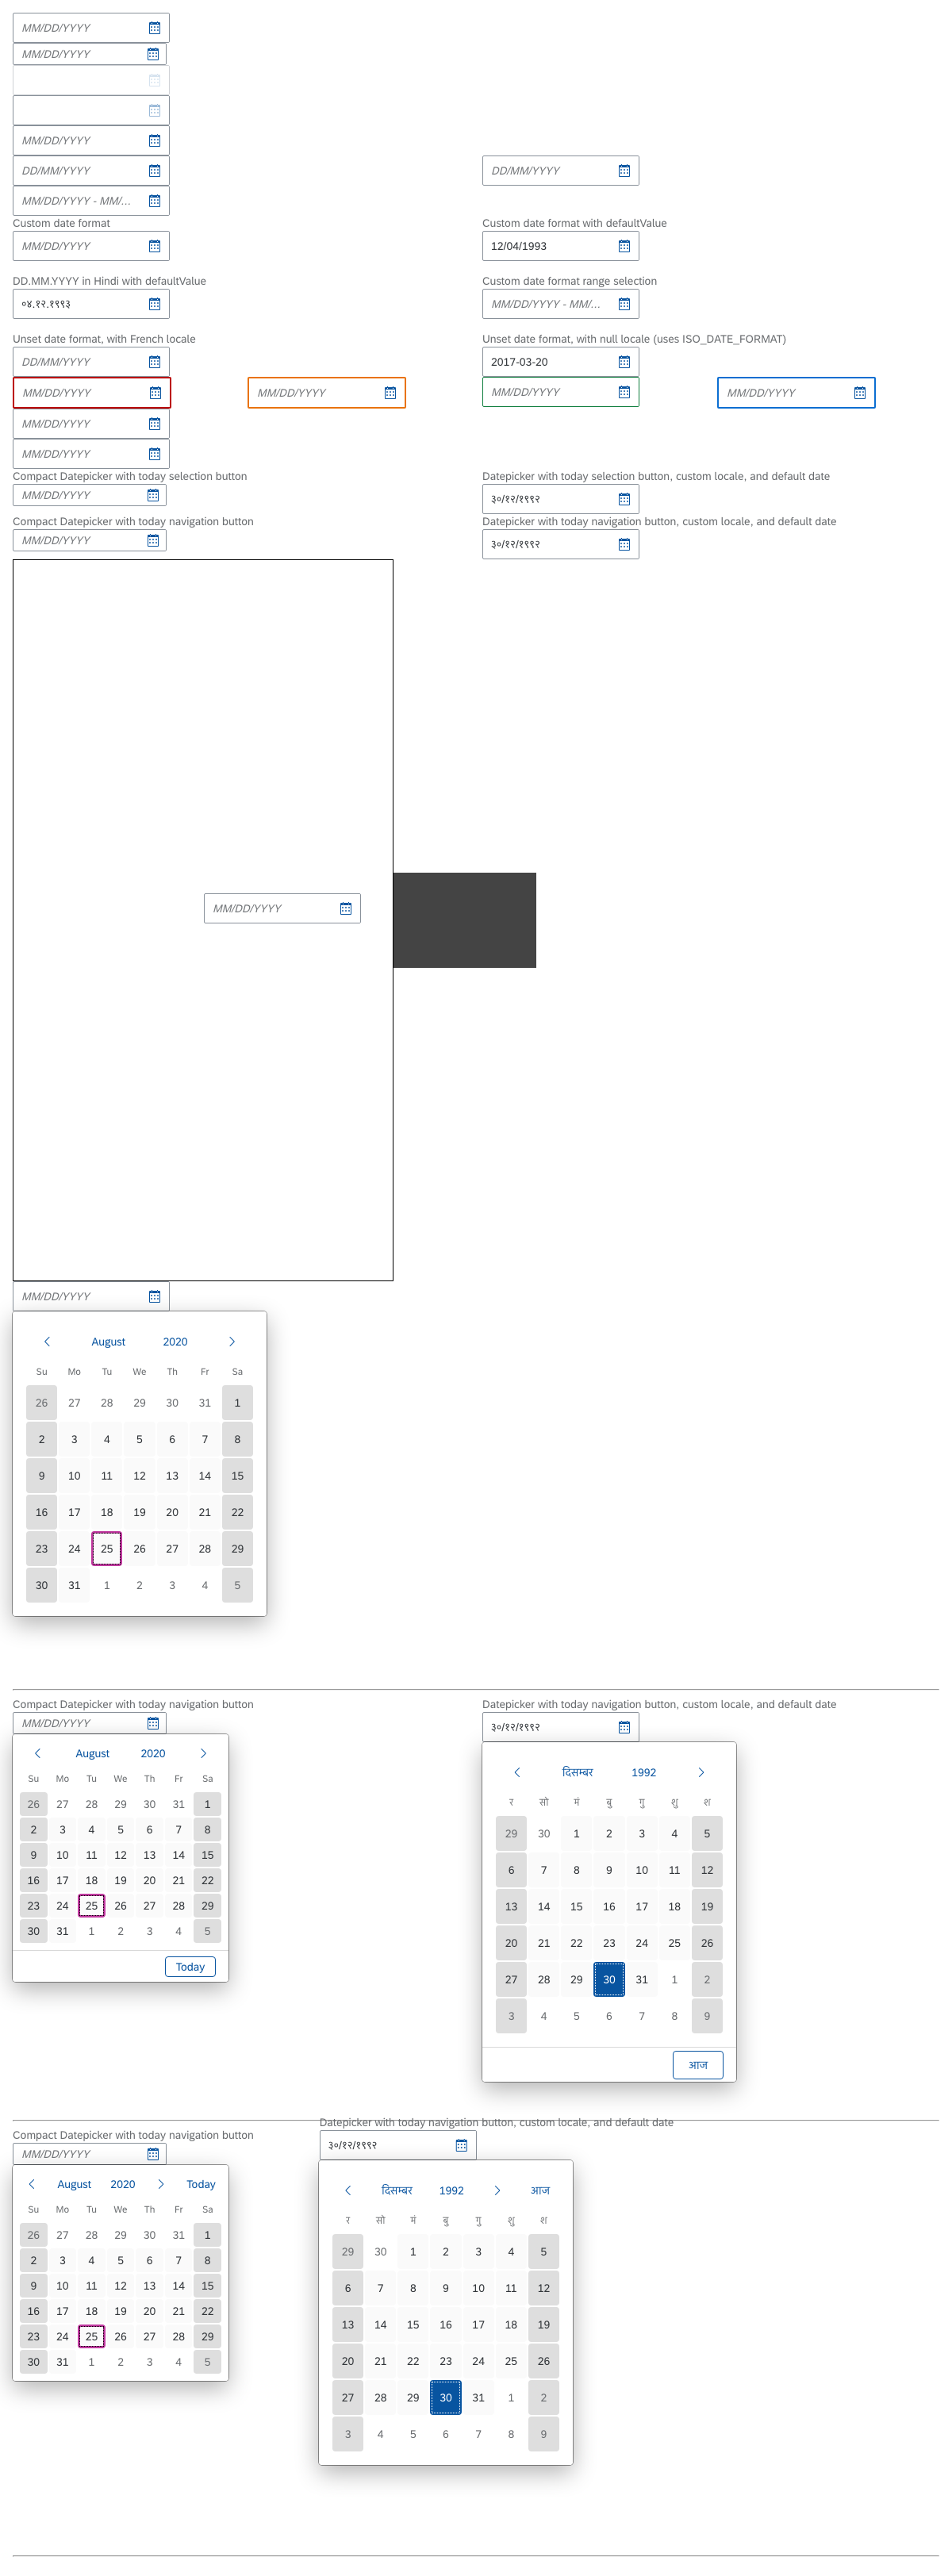 MM/DD/YYYY
MM/DD/YYYY
MM/DD/YYYY
DD/MM/YYYY DD/MM/YYYY
MM/DD/YYYY - MM/...
Custom date format Custom date format with defaultValue
MM/DD/YYYY 12/04/1993
DD.MM.YYYY in Hindi with defaultValue Custom date format range selection
०४.१२.१९९३ MM/DD/YYYY - MM/...
Unset date format, with French locale Unset date format, with null locale (uses ISO_DATE_FORMAT)
DD/MM/YYYY 2017-03-20
MM/DD/YYYY MM/DD/YYYY MM/DD/YYYY MM/DD/YYYY
MM/DD/YYYY
MM/DD/YYYY
Compact Datepicker with today selection button Datepicker with today selection button, custom locale, and default date
MM/DD/YYYY ३०/१२/१९९२
Compact Datepicker with today navigation button Datepicker with today navigation button, custom locale, and default date
MM/DD/YYYY ३०/१२/१९९२
MM/DD/YYYY
MM/DD/YYYY
August 2020
Su Mo Tu We Th Fr Sa
26 27 28 29 30 31 1
2 3 4 5 6 7 8
9 10 11 12 13 14 15
16 17 18 19 20 21 22
23 24 25 26 27 28 29
30 31 1 2 3 4 5
Compact Datepicker with today navigation button
MM/DD/YYYY
August 2020
Su Mo Tu We Th Fr Sa
26 27 28 29 30 31 1
2 3 4 5 6 7 8
9 10 11 12 13 14 15
16 17 18 19 20 21 22
23 24 25 26 27 28 29
30 31 1 2 3 4 5
Today
Datepicker with today navigation button, custom locale, and default date
३०/१२/१९९२
दिसम्बर 1992
र सो मं बु गु शु श
29 30 1 2 3 4 5
6 7 8 9 10 11 12
13 14 15 16 17 18 19
20 21 22 23 24 25 26
27 28 29 30 31 1 2
3 4 5 6 7 8 9
आज
Compact Datepicker with today navigation button
MM/DD/YYYY
August 2020 Today
Su Mo Tu We Th Fr Sa
26 27 28 29 30 31 1
2 3 4 5 6 7 8
9 10 11 12 13 14 15
16 17 18 19 20 21 22
23 24 25 26 27 28 29
30 31 1 2 3 4 5
Datepicker with today navigation button, custom locale, and default date
३०/१२/१९९२
दिसम्बर 1992 आज
र सो मं बु गु शु श
29 30 1 2 3 4 5
6 7 8 9 10 11 12
13 14 15 16 17 18 19
20 21 22 23 24 25 26
27 28 29 30 31 1 2
3 4 5 6 7 8 9